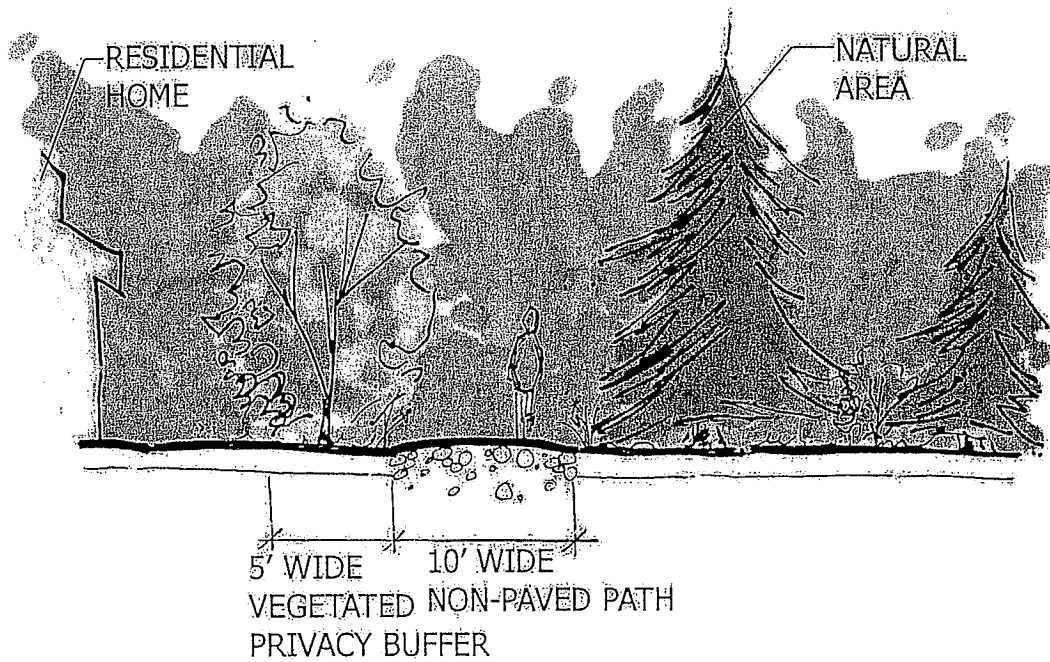 RESIDENTIAL
HOME
NATURAL
AREA
5' WIDE
VEGETATED
PRIVACY BUFFER
10' WIDE
NON-PAVED PATH